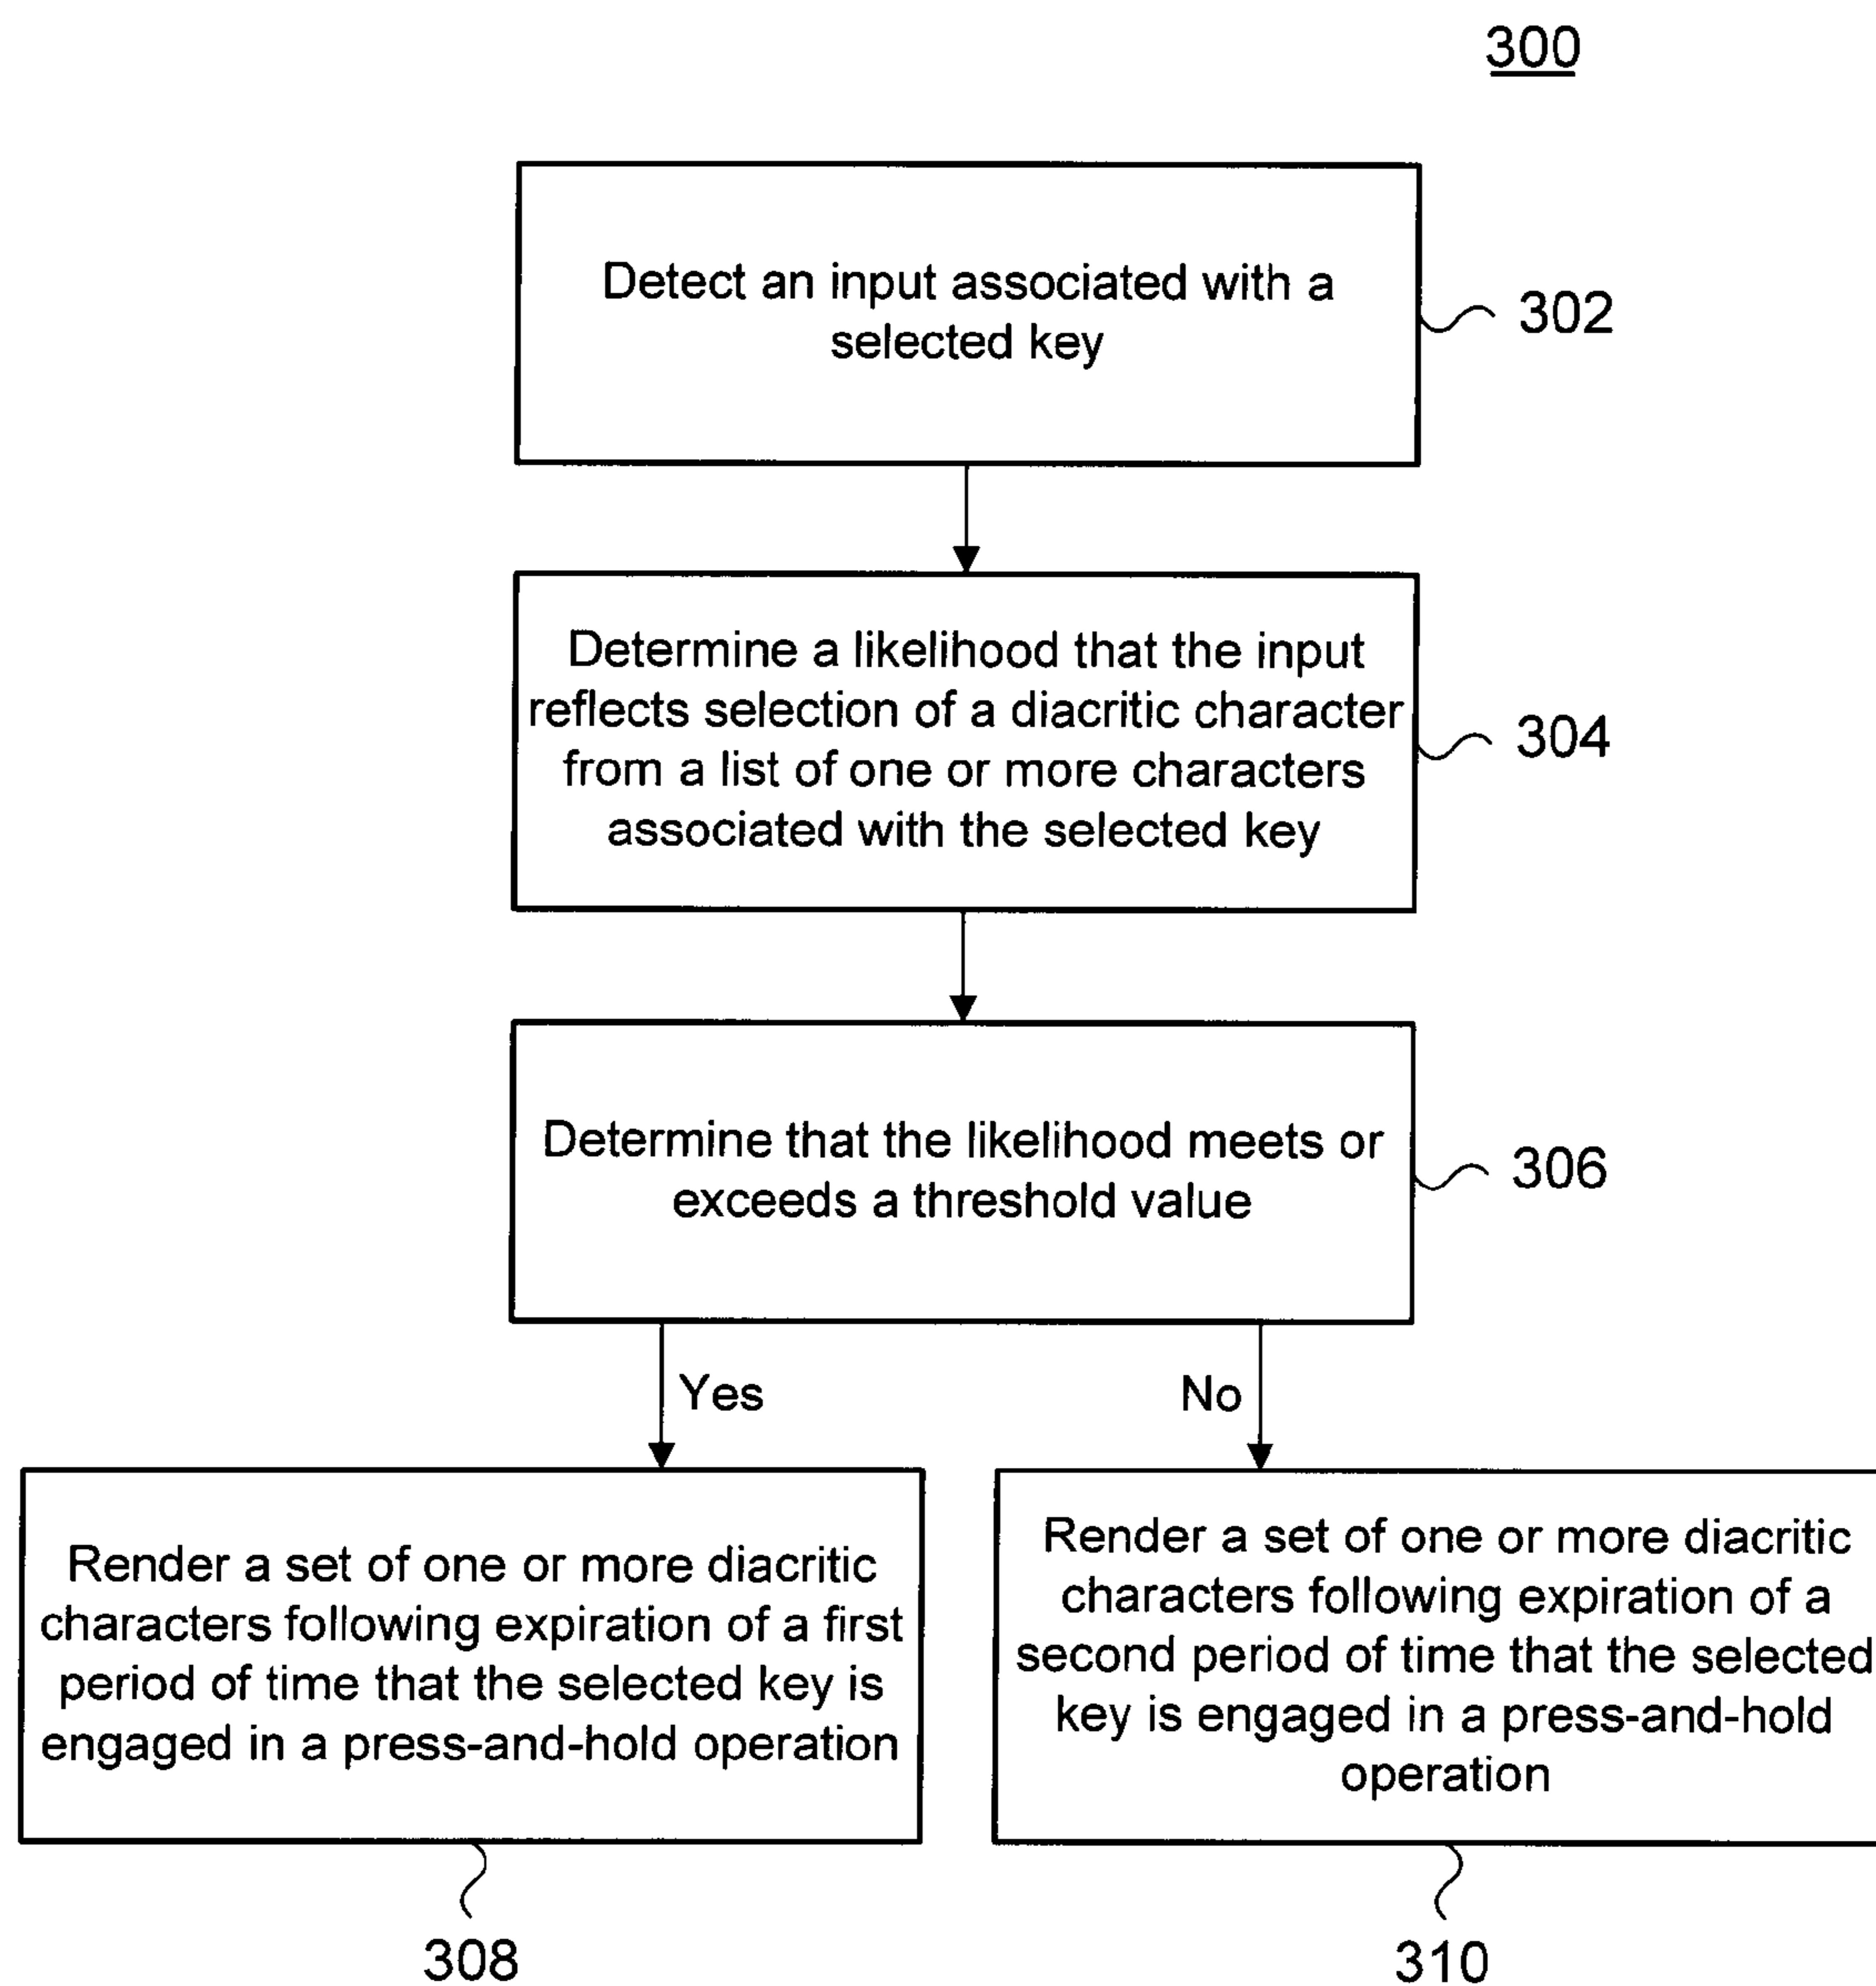 300
Detect an input associated with a
selected key
302
Determine a likelihood that the input
reflects selection of a diacritic character
from a list of one or more characters
associated with the selected key
304
Determine that the likelihood meets or
exceeds a threshold value
306
Yes
No
Render a set of one or more diacritic
characters following expiration of a first
period of time that the selected key is
engaged in a press-and-hold operation
308
Render a set of one or more diacritic
characters following expiration of a
second period of time that the selected
key is engaged in a press-and-hold
operation
310